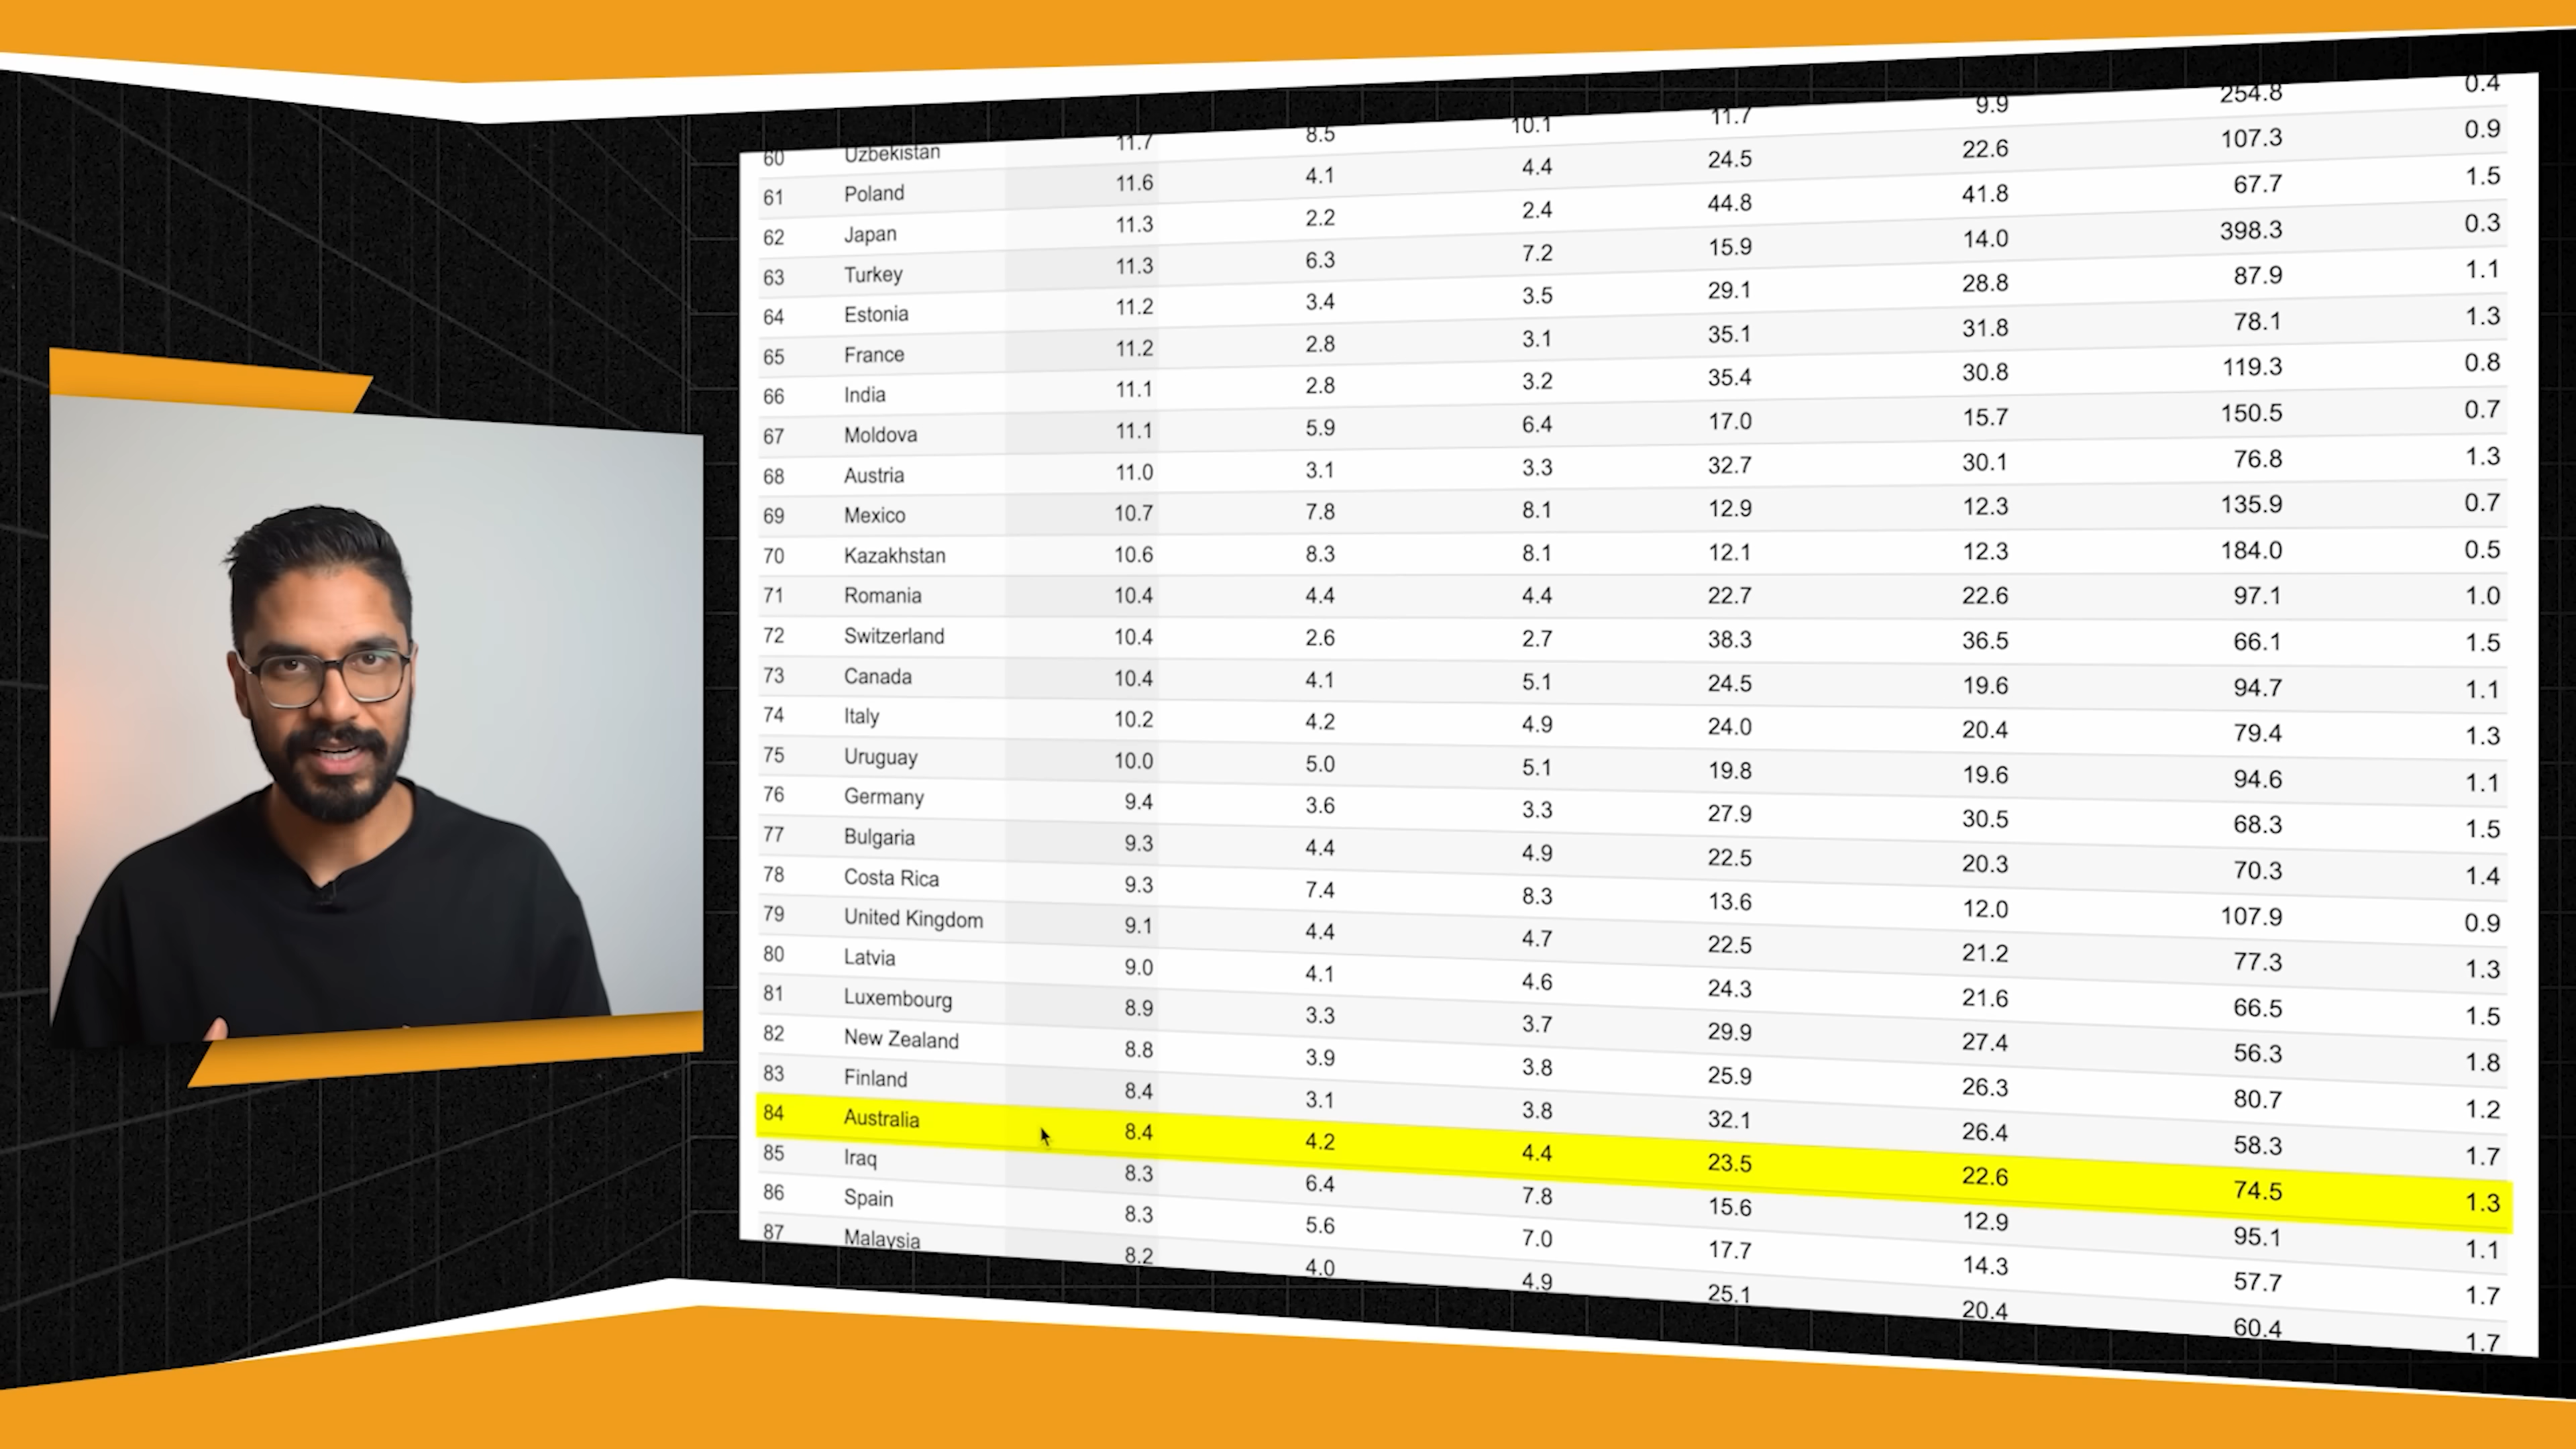 60 Uzbekistan 11.7 8.5 10.1 11.7 9.9 254.8 0.4
61 Poland 11.6 4.1 4.4 24.5 22.6 107.3 0.9
62 Japan 11.3 2.2 2.4 44.8 41.8 67.7 1.5
63 Turkey 11.3 6.3 7.2 15.9 14.0 398.3 0.3
64 Estonia 11.2 3.4 3.5 29.1 28.8 87.9 1.1
65 France 11.2 2.8 3.1 35.1 31.8 78.1 1.3
66 India 11.1 2.8 3.2 35.4 30.8 119.3 0.8
67 Moldova 11.1 5.9 6.4 17.0 15.7 150.5 0.7
68 Austria 11.0 3.1 3.3 32.7 30.1 76.8 1.3
69 Mexico 10.7 7.8 8.1 12.9 12.3 135.9 0.7
70 Kazakhstan 10.6 8.3 8.1 12.1 12.3 184.0 0.5
71 Romania 10.4 4.4 4.4 22.7 22.6 97.1 1.0
72 Switzerland 10.4 2.6 2.7 38.3 36.5 66.1 1.5
73 Canada 10.4 4.1 5.1 24.5 19.6 94.7 1.1
74 Italy 10.2 4.2 4.9 24.0 20.4 79.4 1.3
75 Uruguay 10.0 5.0 5.1 19.8 19.6 94.6 1.1
76 Germany 9.4 3.6 3.3 27.9 30.5 68.3 1.5
77 Bulgaria 9.3 4.4 4.9 22.5 20.3 70.3 1.4
78 Costa Rica 9.3 7.4 8.3 13.6 12.0 107.9 0.9
79 United Kingdom 9.1 4.4 4.7 22.5 21.2 77.3 1.3
80 Latvia 9.0 4.1 4.6 24.3 21.6 66.5 1.5
81 Luxembourg 8.9 3.3 3.7 29.9 27.4 56.3 1.8
82 New Zealand 8.8 3.9 3.8 25.9 26.3 80.7 1.2
83 Finland 8.4 3.1 3.8 32.1 26.4 58.3 1.7
84 Australia 8.4 4.2 4.4 23.5 22.6 74.5 1.3
85 Iraq 8.3 6.4 7.8 15.6 12.9 95.1 1.1
86 Spain 8.3 5.6 7.0 17.7 14.3 57.7 1.7
87 Malaysia 8.2 4.0 4.9 25.1 20.4 60.4 1.7